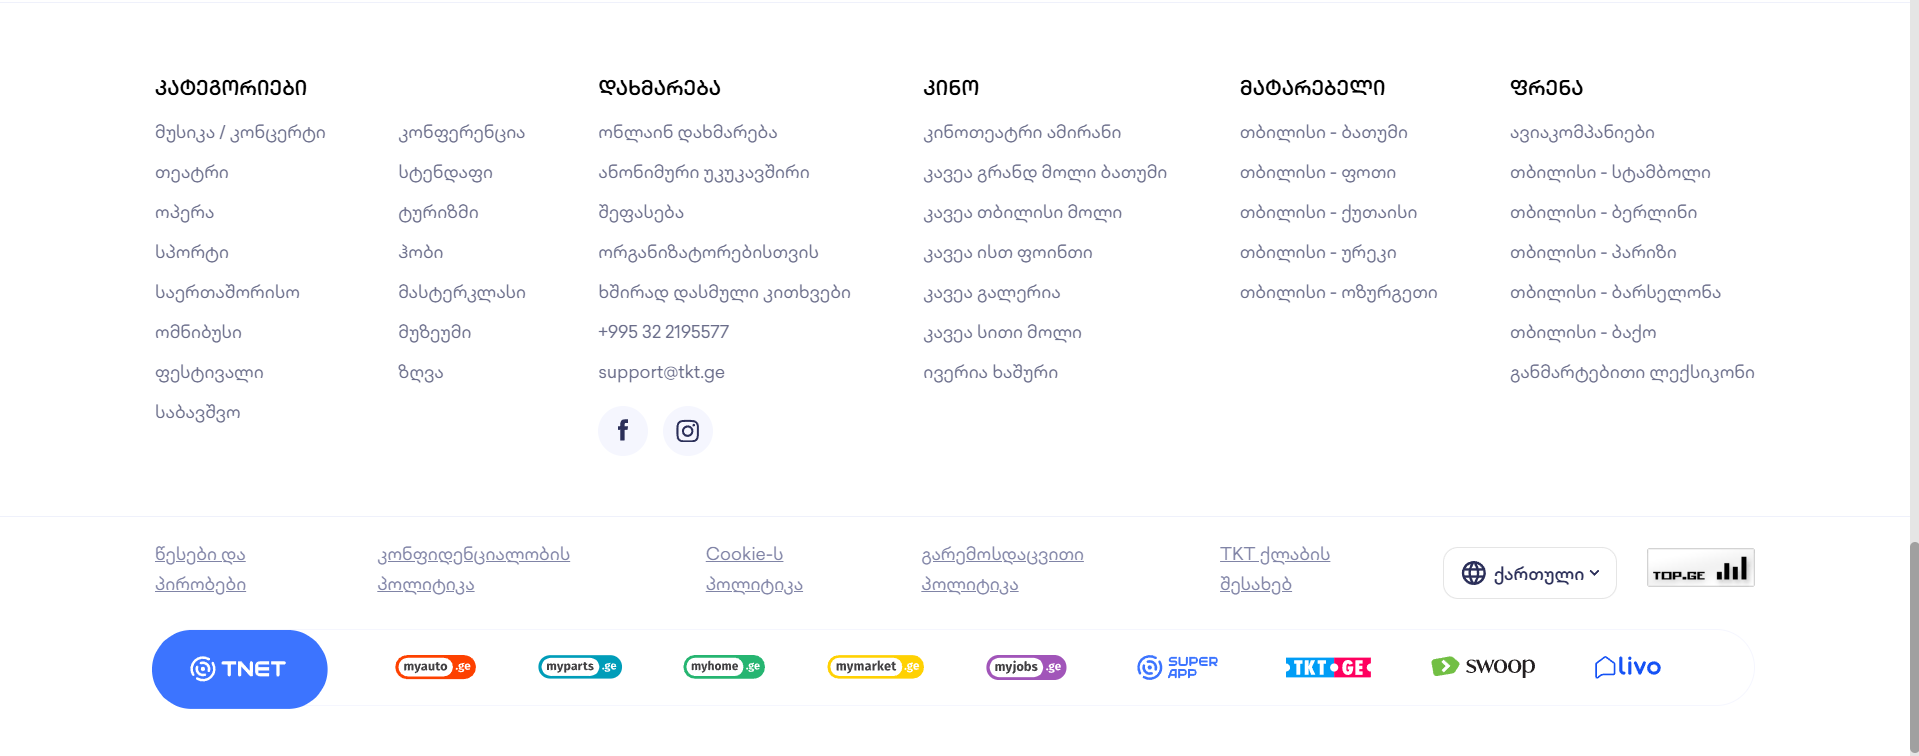 კატეგორიები
მუსიკა / კონცერტი
თეატრი
ოპერა
სპორტი
საერთაშორისო
ომნიბუსი
ფესტივალი
საბავშვო
კონფერენცია
სტენდაფი
ტურიზმი
ჰობი
მასტერკლასი
მუზეუმი
ზღვა
დახმარება
ონლაინ დახმარება
ანონიმური უკუკავშირი
შეფასება
ორგანიზატორებისთვის
ხშირად დასმული კითხვები
+995 32 2195577
support@tkt.ge
კინო
კინოთეატრი ამირანი
კავეა გრანდ მოლი ბათუმი
კავეა თბილისი მოლი
კავეა ისთ ფოინთი
კავეა გალერია
კავეა სითი მოლი
ივერია ხაშური
მატარებელი
თბილისი - ბათუმი
თბილისი - ფოთი
თბილისი - ქუთაისი
თბილისი - ურეკი
თბილისი - ოზურგეთი
ფრენა
ავიაკომპანიები
თბილისი - სტამბოლი
თბილისი - ბერლინი
თბილისი - პარიზი
თბილისი - ბარსელონა
თბილისი - ბაქო
განმარტებითი ლექსიკონი
წესები და
პირობები
კონფიდენციალობის
პოლიტიკა
Cookie-ს
პოლიტიკა
გარემოსდაცვითი
პოლიტიკა
TKT ქლაბის
შესახებ
ქართული
TOP.GE
TNET
myauto.ge
myparts.ge
myhome.ge
mymarket.ge
myjobs.ge
SUPER
APP
TKT.GE
swoop
livo